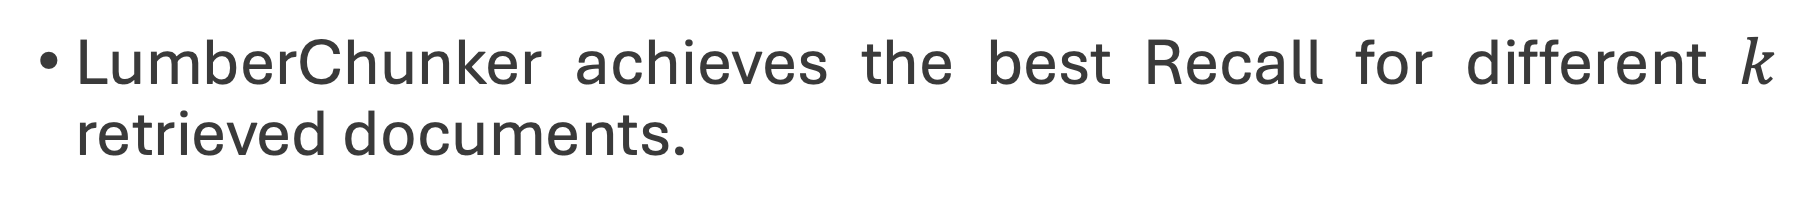 • LumberChunker achieves the best Recall for different k
retrieved documents.